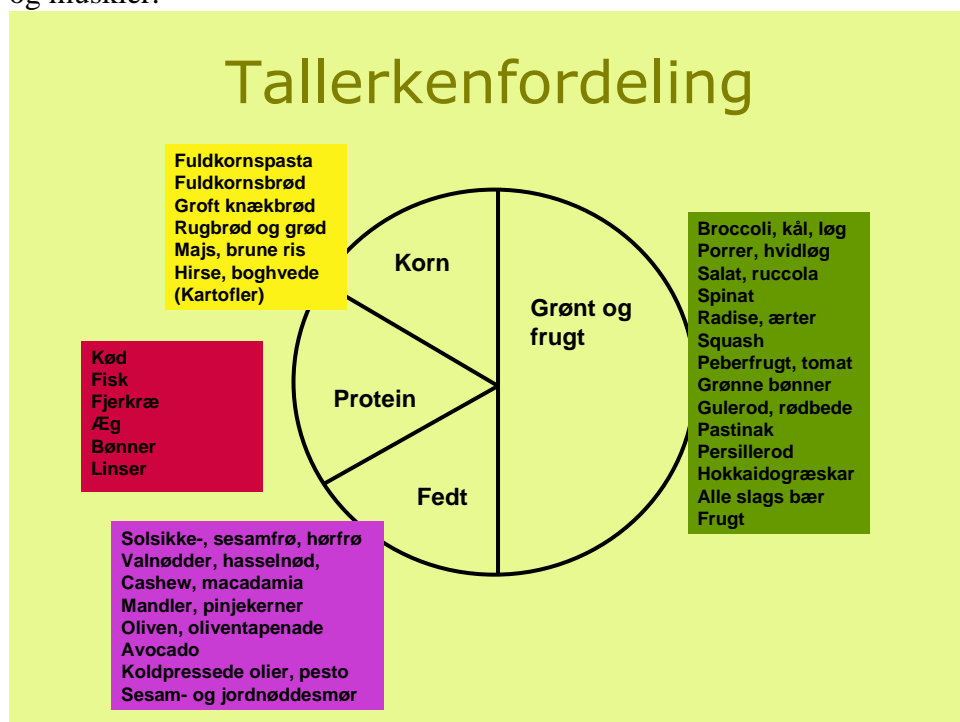 og muskler.
Tallerkenfordeling
Fuldkornspasta
Fuldkornsbrød
Groft knækbrød
Rugbrød og grød
Majs, brune ris
Hirse, boghvede
(Kartofler)
Korn
Grønt og
frugt
Broccoli, kål, løg
Porrer, hvidløg
Salat, ruccola
Spinat
Radise, ærter
Squash
Peberfrugt, tomat
Grønne bønner
Gulerod, rødbede
Pastinak
Persillerod
Hokkaidogræskar
Alle slags bær
Frugt
Kød
Fisk
Fjerkræ
Æg
Bønner
Linser
Protein
Fedt
Solsikke-, sesamfrø, hørfrø
Valnødder, hasselnød,
Cashew, macadamia
Mandler, pinjekerner
Oliven, oliventapenade
Avocado
Koldpressede olier, pesto
Sesam- og jordnøddesmør